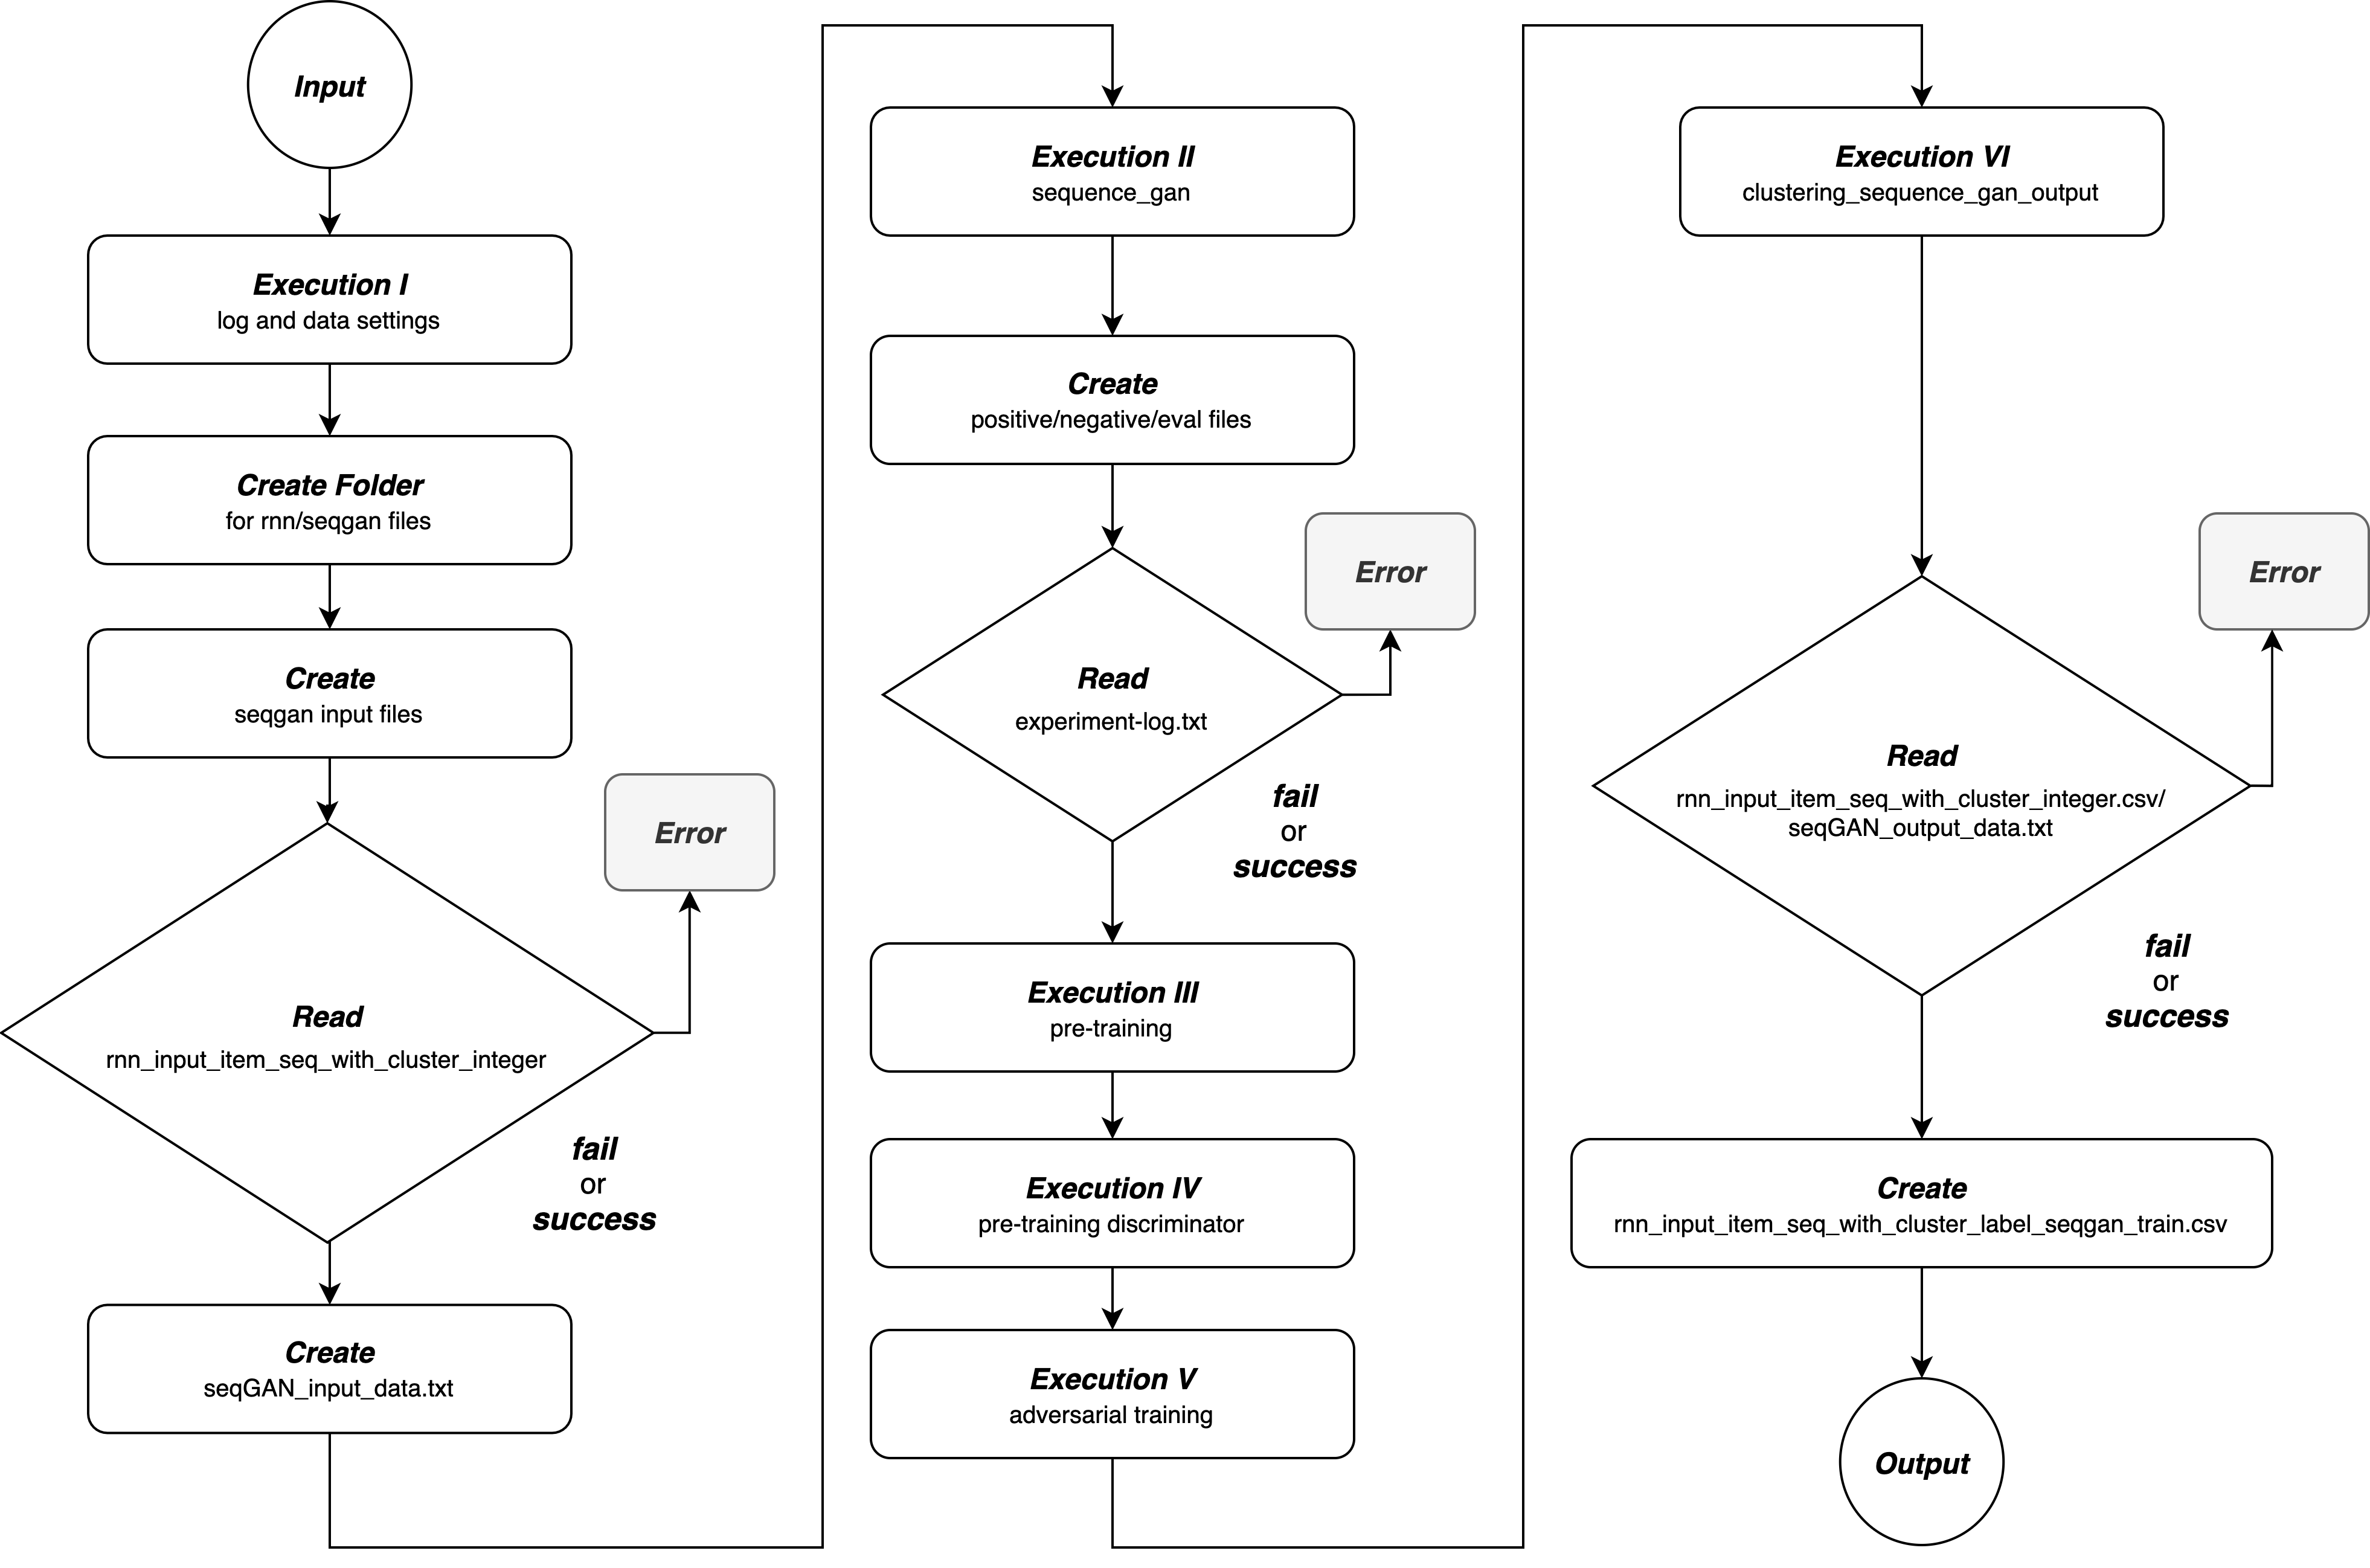 Input
Execution I
log and data settings
Create Folder
for rnn/seqgan files
Create
seqgan input files
Error
Read
rnn_input_item_seq_with_cluster_integer
fail
or
success
Create
seqGAN_input_data.txt
Execution II
sequence_gan
Create
positive/negative/eval files
Error
Read
experiment-log.txt
fail
or
success
Execution III
pre-training
Execution IV
pre-training discriminator
Execution V
adversarial training
Execution VI
clustering_sequence_gan_output
Error
Read
rnn_input_item_seq_with_cluster_integer.csv/
seqGAN_output_data.txt
fail
or
success
Create
rnn_input_item_seq_with_cluster_label_seqgan_train.csv
Output